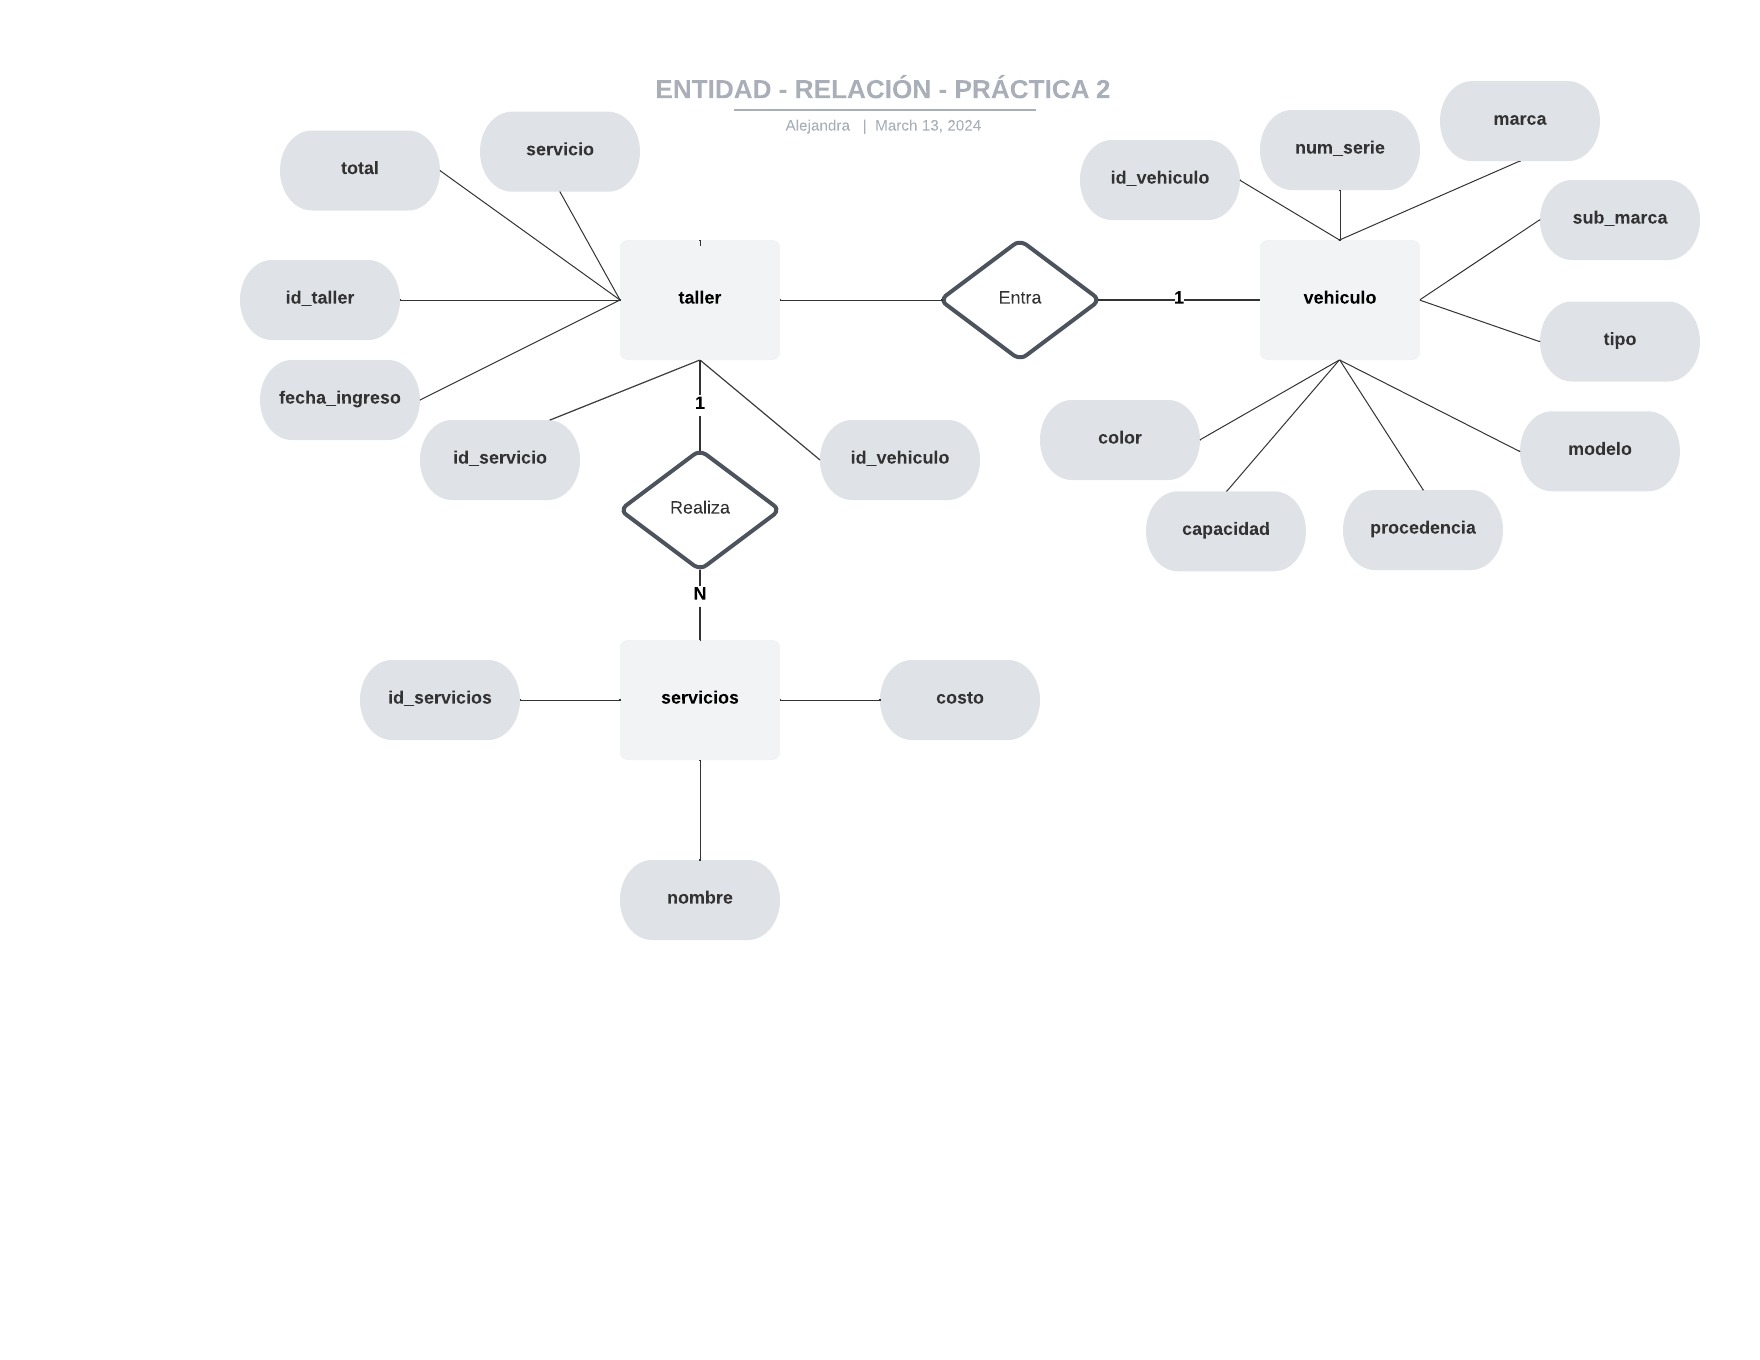 ENTIDAD - RELACIÓN - PRÁCTICA 2
Alejandra | March 13, 2024
total
servicio
id_taller
fecha_ingreso
taller
id_servicio
id_vehiculo
1
Realiza
N
Entra
1
id_vehiculo
num_serie
marca
sub_marca
vehiculo
tipo
color
modelo
capacidad
procedencia
id_servicios
servicios
costo
nombre